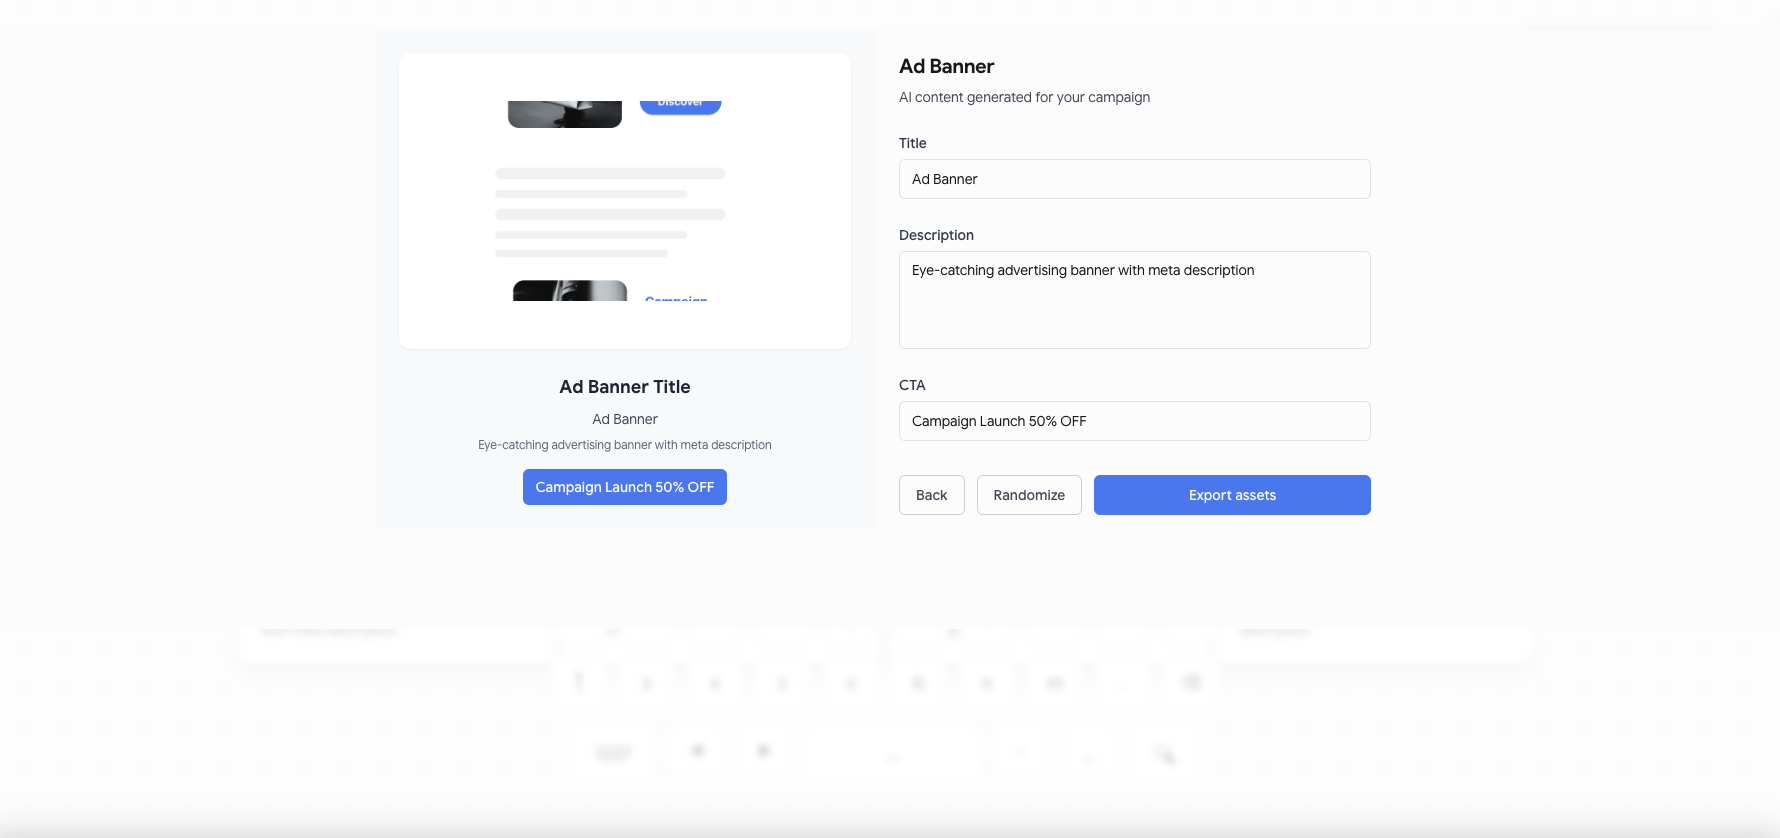 Discover
Campaign
Ad Banner Title
Ad Banner
Eye-catching advertising banner with meta description
Campaign Launch 50% OFF
Ad Banner
AI content generated for your campaign
Title
Ad Banner
Description
Eye-catching advertising banner with meta description
CTA
Campaign Launch 50% OFF
Back
Randomize
Export assets